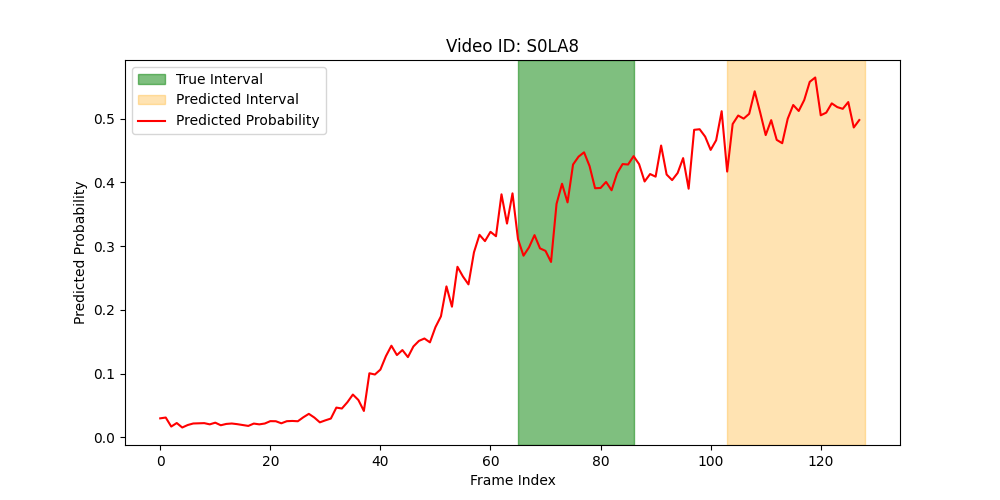 Video ID: S0LA8
True Interval
Predicted Interval
Predicted Probability
Predicted Probability
0.5
0.4
0.3
0.2
0.1
0.0
0 20 40 60 80 100 120
Frame Index